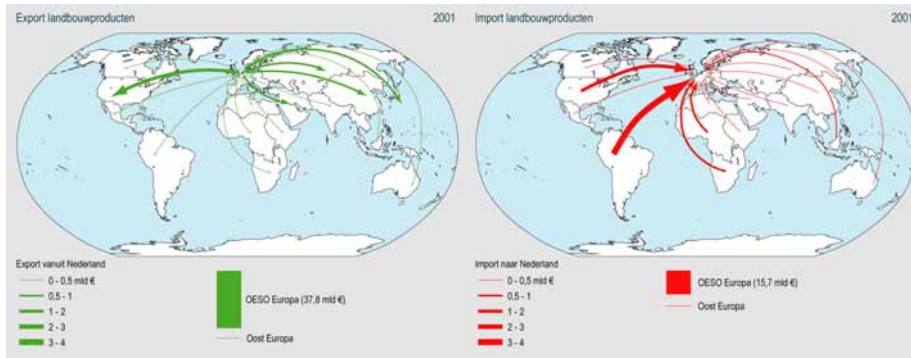 Export landbouwproducten 2001
Export vanuit Nederland
0 - 0,5 mld €
0,5 - 1
1 - 2
2 - 3
3 - 4
OESO Europa (37,8 mld €)
Oost Europa
Import landbouwproducten 2001
Import naar Nederland
0 - 0,5 mld €
0,5 - 1
1 - 2
2 - 3
3 - 4
OESO Europa (15,7 mld €)
Oost Europa